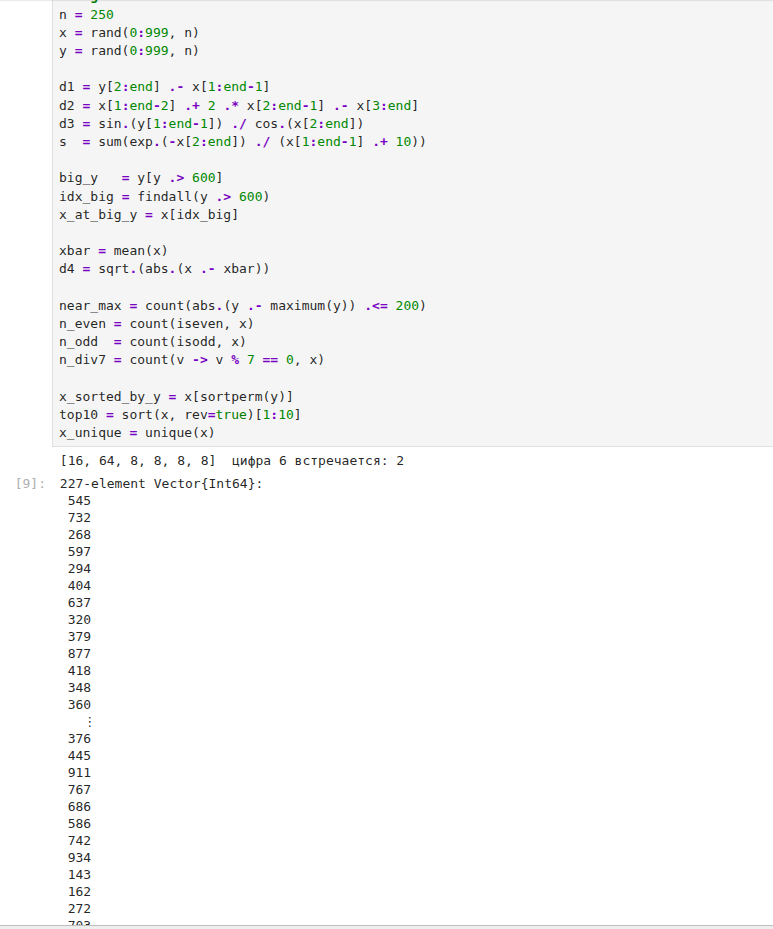 n = 250
x = rand(0:999, n)
y = rand(0:999, n)

d1 = y[2:end] .- x[1:end-1]
d2 = x[1:end-2] .+ 2 .* x[2:end-1] .- x[3:end]
d3 = sin.(y[1:end-1]) ./ cos.(x[2:end])
s  = sum(exp.(-x[2:end]) ./ (x[1:end-1] .+ 10))

big_y   = y[y .> 600]
idx_big = findall(y .> 600)
x_at_big_y = x[idx_big]

xbar = mean(x)
d4 = sqrt.(abs.(x .- xbar))

near_max = count(abs.(y .- maximum(y)) .<= 200)
n_even = count(iseven, x)
n_odd  = count(isodd, x)
n_div7 = count(v -> v % 7 == 0, x)

x_sorted_by_y = x[sortperm(y)]
top10 = sort(x, rev=true)[1:10]
x_unique = unique(x)
[16, 64, 8, 8, 8, 8]  цифра 6 встречается: 2
[9]: 227-element Vector{Int64}:
545
732
268
597
294
404
637
320
379
877
418
348
360
⋮
376
445
911
767
686
586
742
934
143
162
272